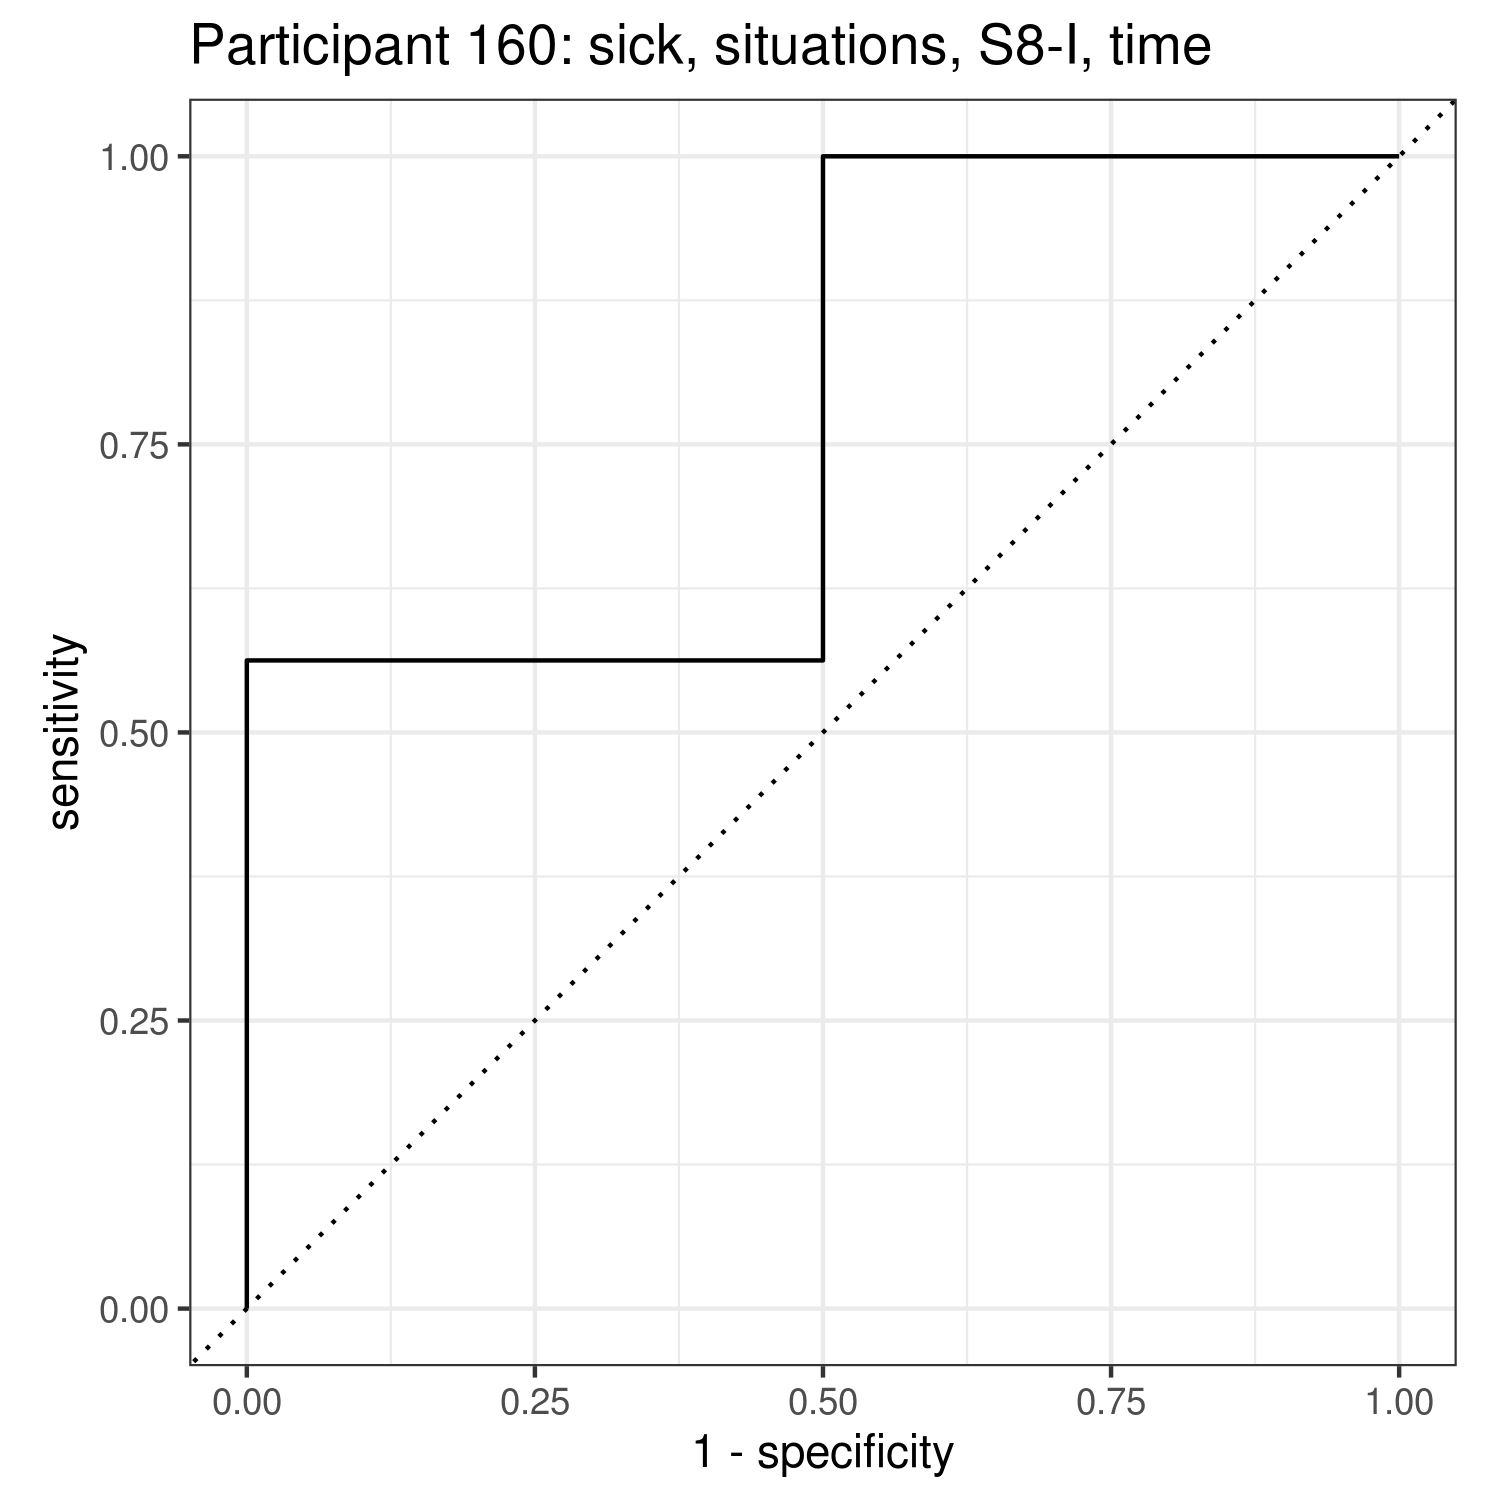 Participant 160: sick, situations, S8-I, time
1.00
0.75
0.50
0.25
0.00
sensitivity
0.00 0.25 0.50 0.75 1.00
1 - specificity